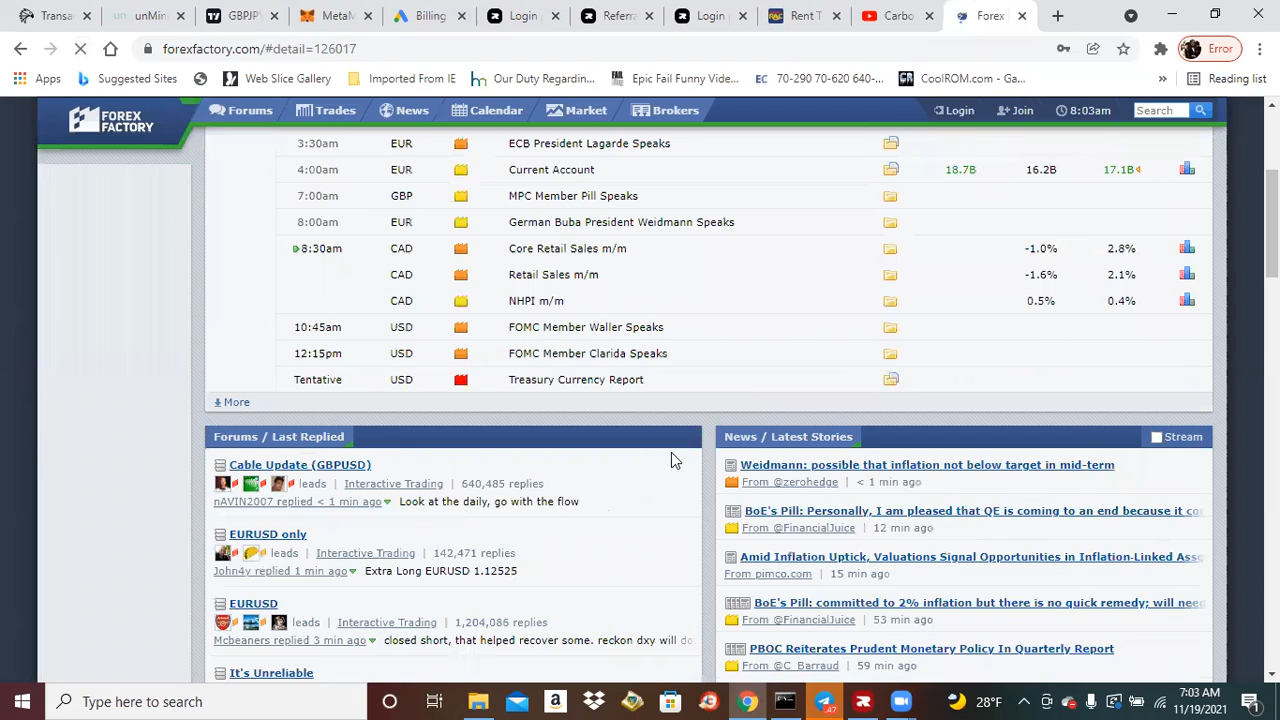 Transac
unMin
GBPJPY
MetaM
Billing
Login
Referra
Login
Rent T
Carbo
Forex
forexfactory.com/#detail=126017
Error
Apps
Suggested Sites
Web Slice Gallery
Imported From IE
Our Duty Regardin...
Epic Fail Funny Vide...
EC 70-290 70-620 640-...
CoolROM.com - Ga...
»
Reading list
FOREX FACTORY
Forums
Trades
News
Calendar
Market
Brokers
Login
Join
8:03am
Search
3:30am EUR ECB President Lagarde Speaks
4:00am EUR Current Account 18.7B 16.2B 17.1B
7:00am GBP MPC Member Pill Speaks
8:00am EUR German Buba President Weidmann Speaks
8:30am CAD Core Retail Sales m/m -1.0% 2.8%
CAD Retail Sales m/m -1.6% 2.1%
CAD NHPI m/m 0.5% 0.4%
10:45am USD FOMC Member Waller Speaks
12:15pm USD FOMC Member Clarida Speaks
Tentative USD Treasury Currency Report
More
Forums / Last Replied
Cable Update (GBPUSD)
leads | Interactive Trading | 640,485 replies
nAVIN2007 replied < 1 min ago Look at the daily, go with the flow
EURUSD only
leads | Interactive Trading | 142,471 replies
John4y replied 1 min ago Extra Long EURUSD 1.12525
EURUSD
leads | Interactive Trading | 1,204,086 replies
Mcbeaners replied 3 min ago closed short, that helped recover some. reckon dxy will do
It's Unreliable
News / Latest Stories
Stream
Weidmann: possible that inflation not below target in mid-term
From @zerohedge | < 1 min ago
BoE's Pill: Personally, I am pleased that QE is coming to an end because it co
From @FinancialJuice | 12 min ago
Amid Inflation Uptick, Valuations Signal Opportunities in Inflation-Linked Asse
From pimco.com | 15 min ago
BoE's Pill: committed to 2% inflation but there is no quick remedy; will need
From @FinancialJuice | 53 min ago
PBOC Reiterates Prudent Monetary Policy In Quarterly Report
From @C_Barraud | 59 min ago
Type here to search
47
28°F
7:03 AM
11/19/2021
1